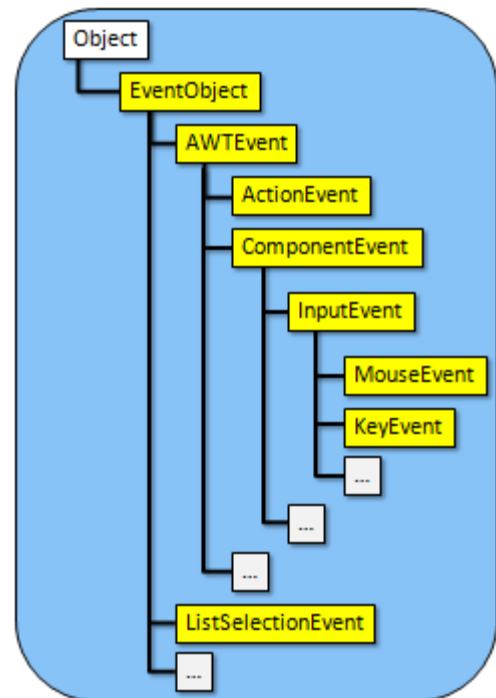 Object
EventObject
AWTEvent
ActionEvent
ComponentEvent
InputEvent
MouseEvent
KeyEvent
...
...
...
ListSelectionEvent
...